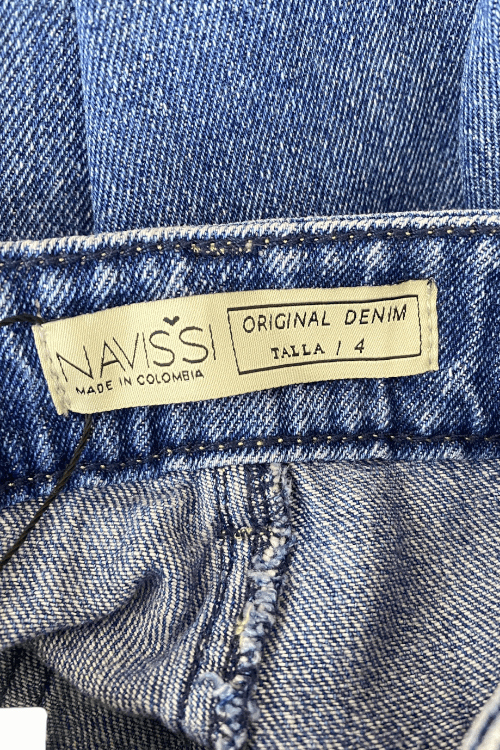 NAVISSI
MADE IN COLOMBIA
ORIGINAL DENIM
TALLA / 4